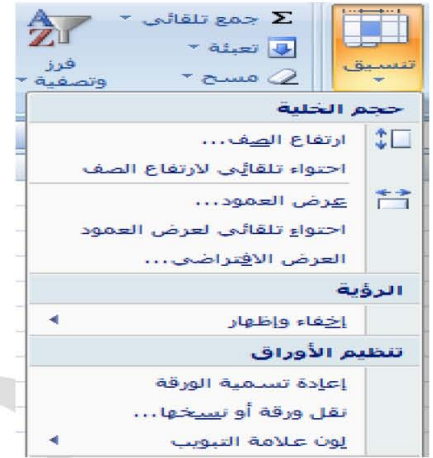 تنسيق
Σ جمع تلقائي
تعبئة
مسح
فرز
وتصفية
حجم الخلية
ارتفاع الصف...
احتواء تلقائي لارتفاع الصف
عرض العمود...
احتواء تلقائي لعرض العمود
العرض الافتراضي...
الرؤية
إخفاء وإظهار
تنظيم الأوراق
إعادة تسمية الورقة
نقل ورقة أو نسخها...
لون علامة التبويب